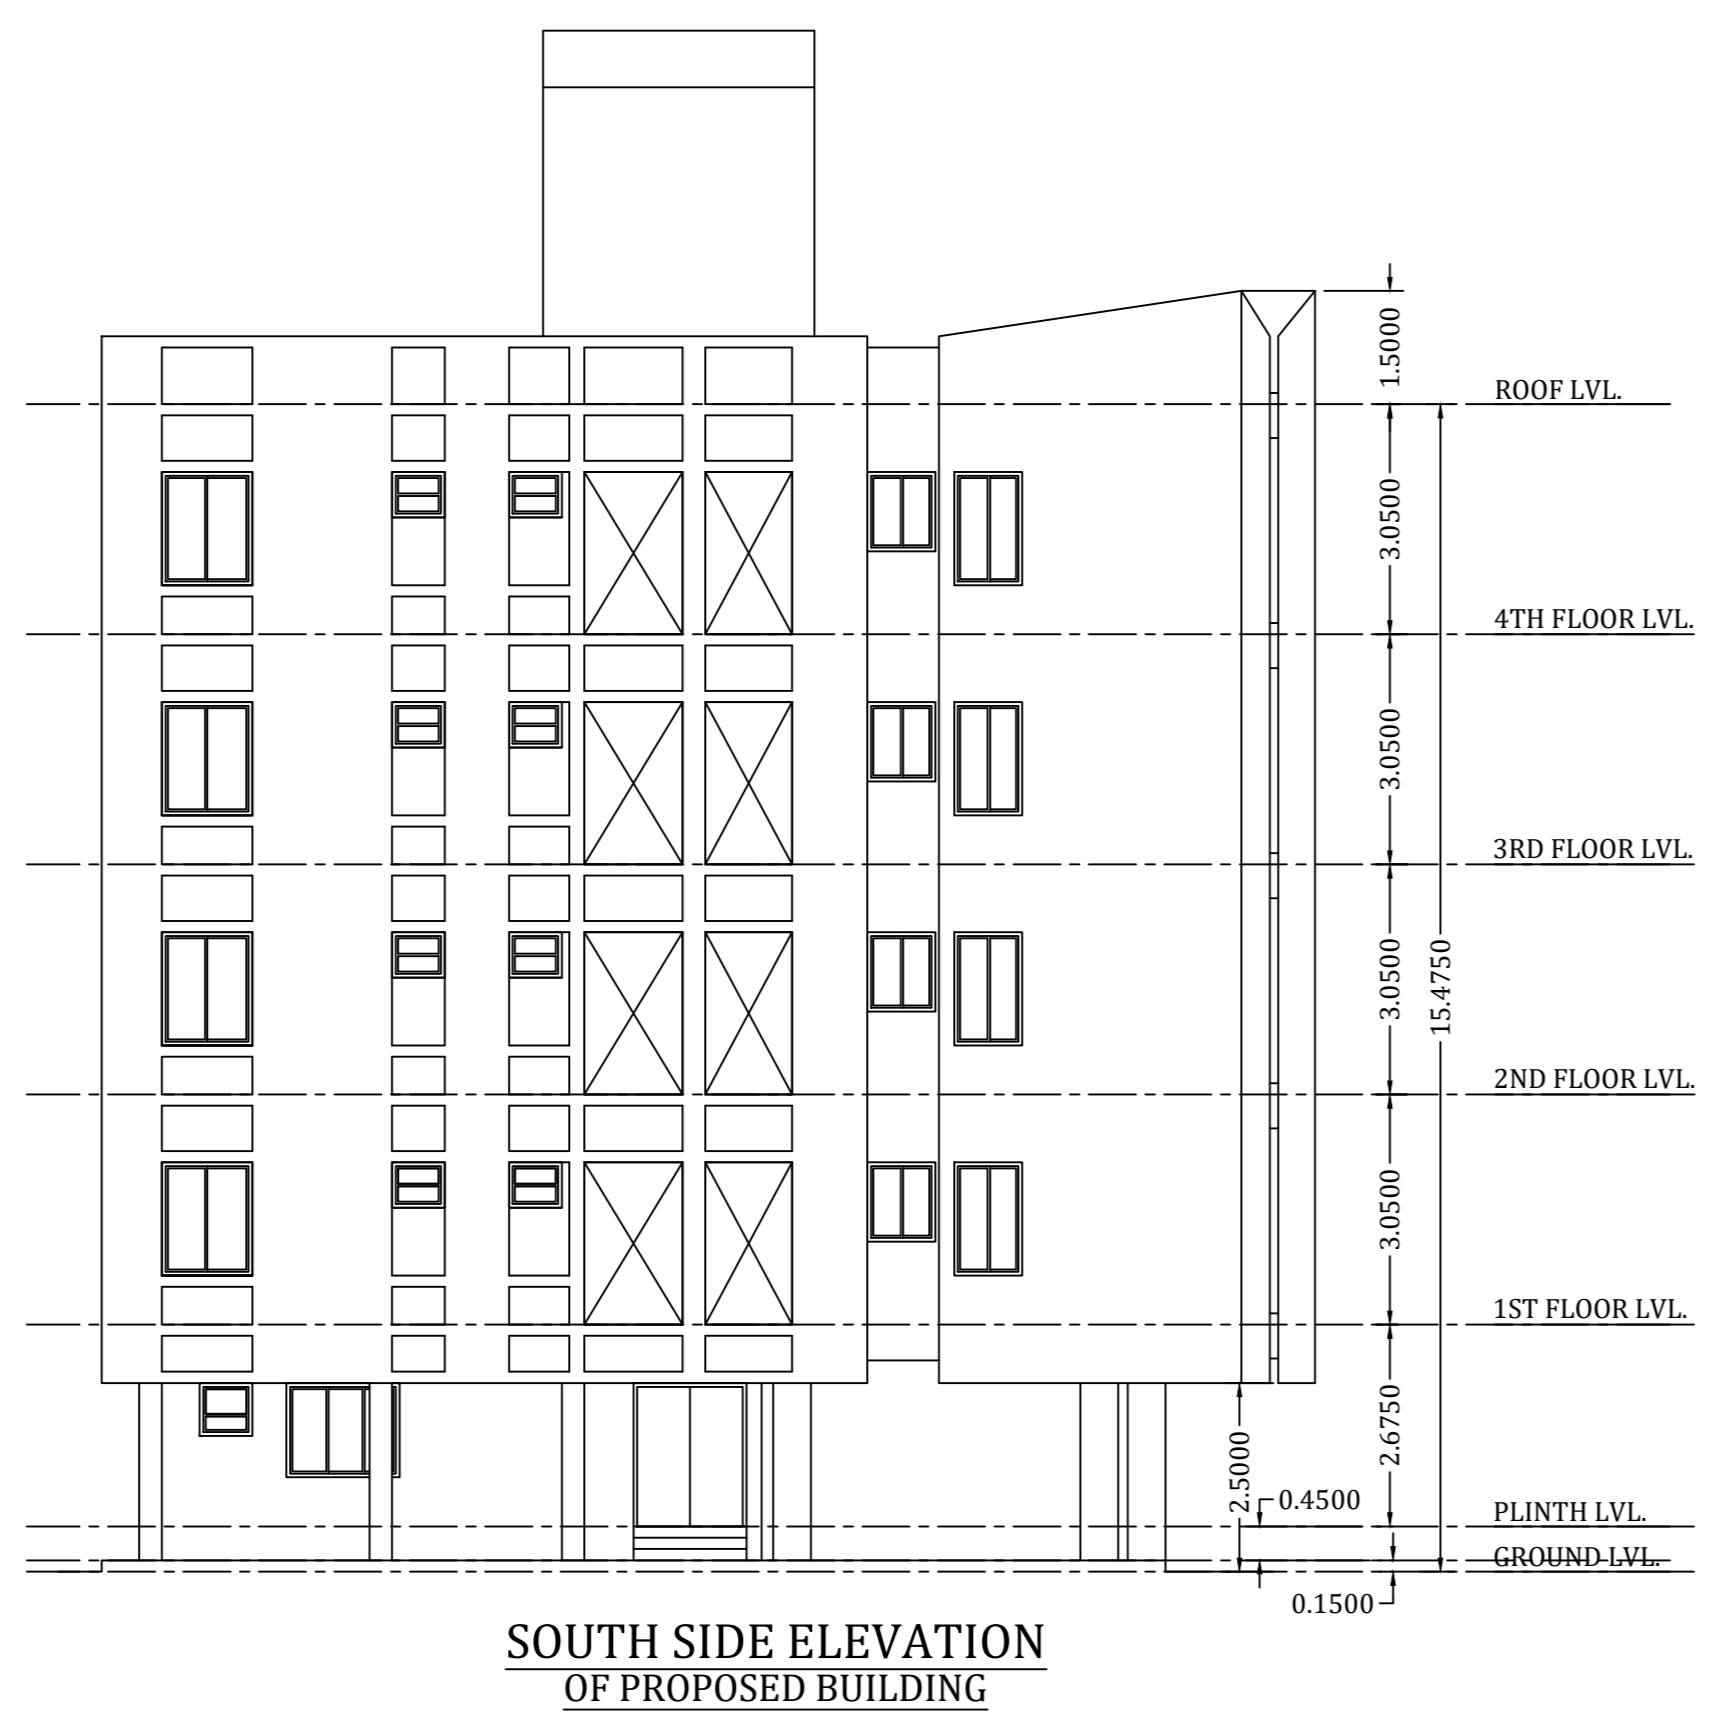 1.5000
ROOF LVL.
3.0500
4TH FLOOR LVL.
3.0500
3RD FLOOR LVL.
3.0500
15.4750
2ND FLOOR LVL.
3.0500
1ST FLOOR LVL.
2.6750
2.5000
0.4500
PLINTH LVL.
GROUND LVL.
0.1500
SOUTH SIDE ELEVATION
OF PROPOSED BUILDING